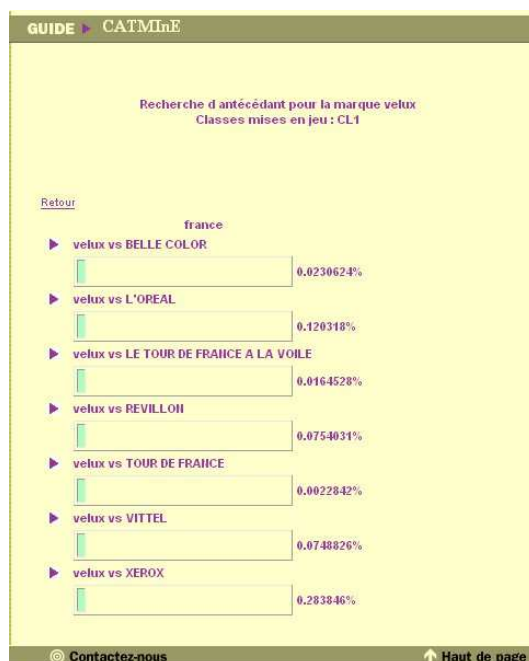 GUIDE CATMInE
Recherche d antécédant pour la marque velux
Classes mises en jeu : CL1
Retour
france
velux vs BELLE COLOR
0.0230624%
velux vs L'OREAL
0.120318%
velux vs LE TOUR DE FRANCE A LA VOILE
0.0164528%
velux vs REVILLON
0.0754031%
velux vs TOUR DE FRANCE
0.0022842%
velux vs VITTEL
0.0748826%
velux vs XEROX
0.283846%
Contactez-nous Haut de page